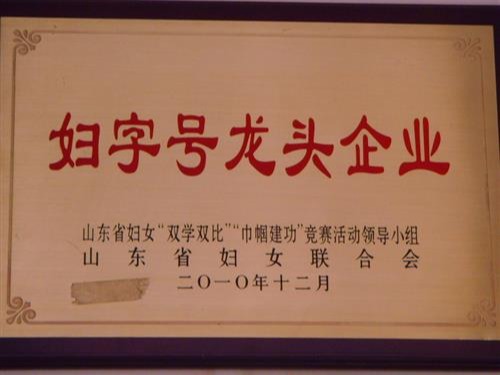 妇字号龙头企业
山东省妇女“双学双比”“巾帼建功”竞赛活动领导小组
山东省妇女联合会
二〇一〇年十二月